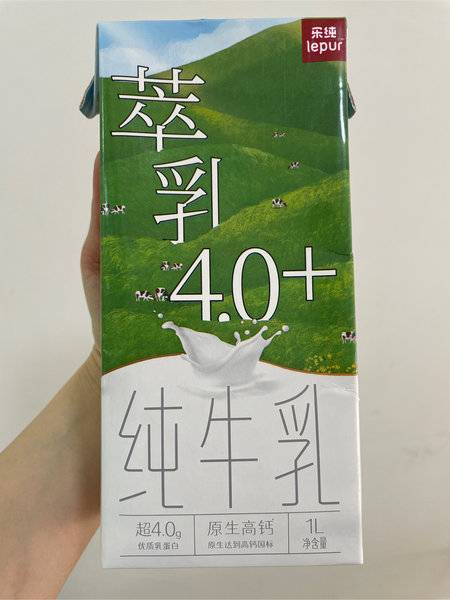 乐纯
lepur
萃乳
4.0+
纯牛乳
超4.0g
优质乳蛋白
原生高钙
原生达到高钙国标
1L
净含量